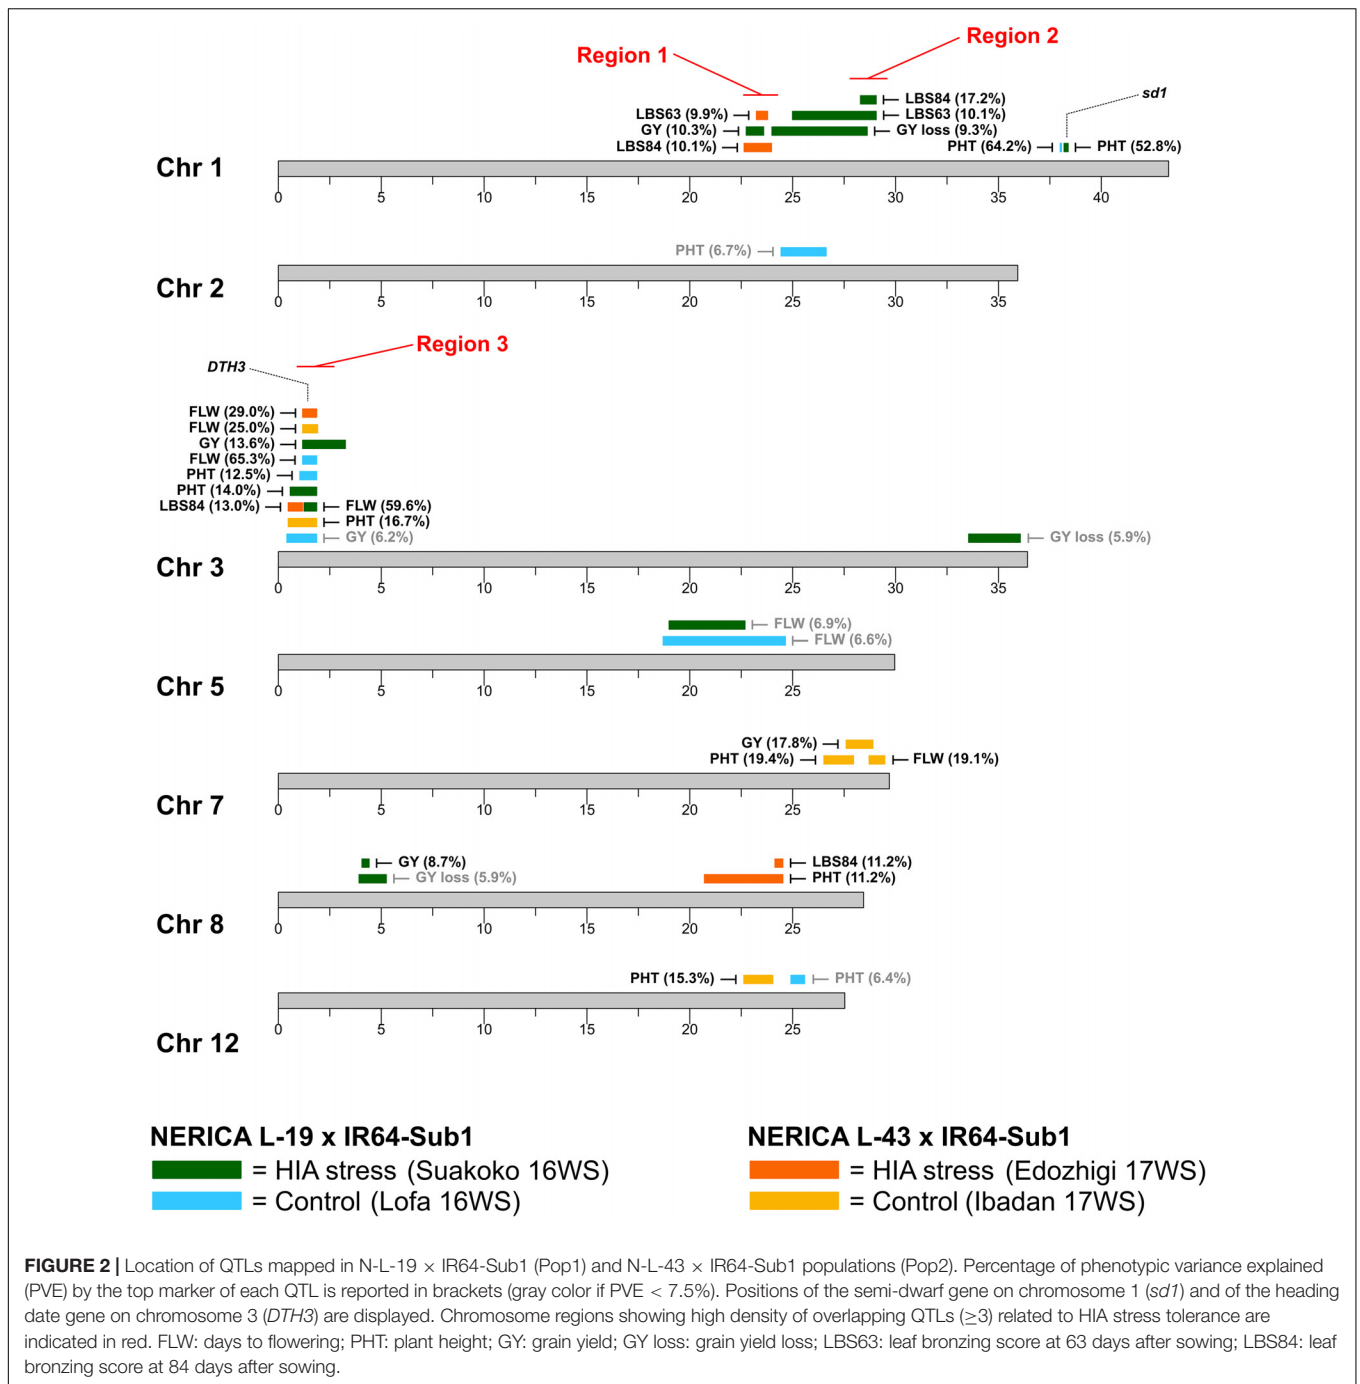 Region 2
Region 1
LBS84 (17.2%)
sd1
LBS63 (9.9%)
LBS63 (10.1%)
GY (10.3%)
GY loss (9.3%)
LBS84 (10.1%)
PHT (64.2%)
PHT (52.8%)
Chr 1
0 5 10 15 20 25 30 35 40
PHT (6.7%)
Chr 2
0 5 10 15 20 25 30 35
Region 3
DTH3
FLW (29.0%)
FLW (25.0%)
GY (13.6%)
FLW (65.3%)
PHT (12.5%)
PHT (14.0%)
LBS84 (13.0%)
FLW (59.6%)
PHT (16.7%)
GY (6.2%)
GY loss (5.9%)
Chr 3
0 5 10 15 20 25 30 35
FLW (6.9%)
FLW (6.6%)
Chr 5
0 5 10 15 20 25
GY (17.8%)
PHT (19.4%)
FLW (19.1%)
Chr 7
0 5 10 15 20 25
GY (8.7%)
LBS84 (11.2%)
GY loss (5.9%)
PHT (11.2%)
Chr 8
0 5 10 15 20 25
PHT (15.3%)
PHT (6.4%)
Chr 12
0 5 10 15 20 25
NERICA L-19 x IR64-Sub1
= HIA stress (Suakoko 16WS)
= Control (Lofa 16WS)
NERICA L-43 x IR64-Sub1
= HIA stress (Edozhigi 17WS)
= Control (Ibadan 17WS)
FIGURE 2 | Location of QTLs mapped in N-L-19 × IR64-Sub1 (Pop1) and N-L-43 × IR64-Sub1 populations (Pop2). Percentage of phenotypic variance explained
(PVE) by the top marker of each QTL is reported in brackets (gray color if PVE < 7.5%). Positions of the semi-dwarf gene on chromosome 1 (sd1) and of the heading
date gene on chromosome 3 (DTH3) are displayed. Chromosome regions showing high density of overlapping QTLs (≥3) related to HIA stress tolerance are
indicated in red. FLW: days to flowering; PHT: plant height; GY: grain yield; GY loss: grain yield loss; LBS63: leaf bronzing score at 63 days after sowing; LBS84: leaf
bronzing score at 84 days after sowing.